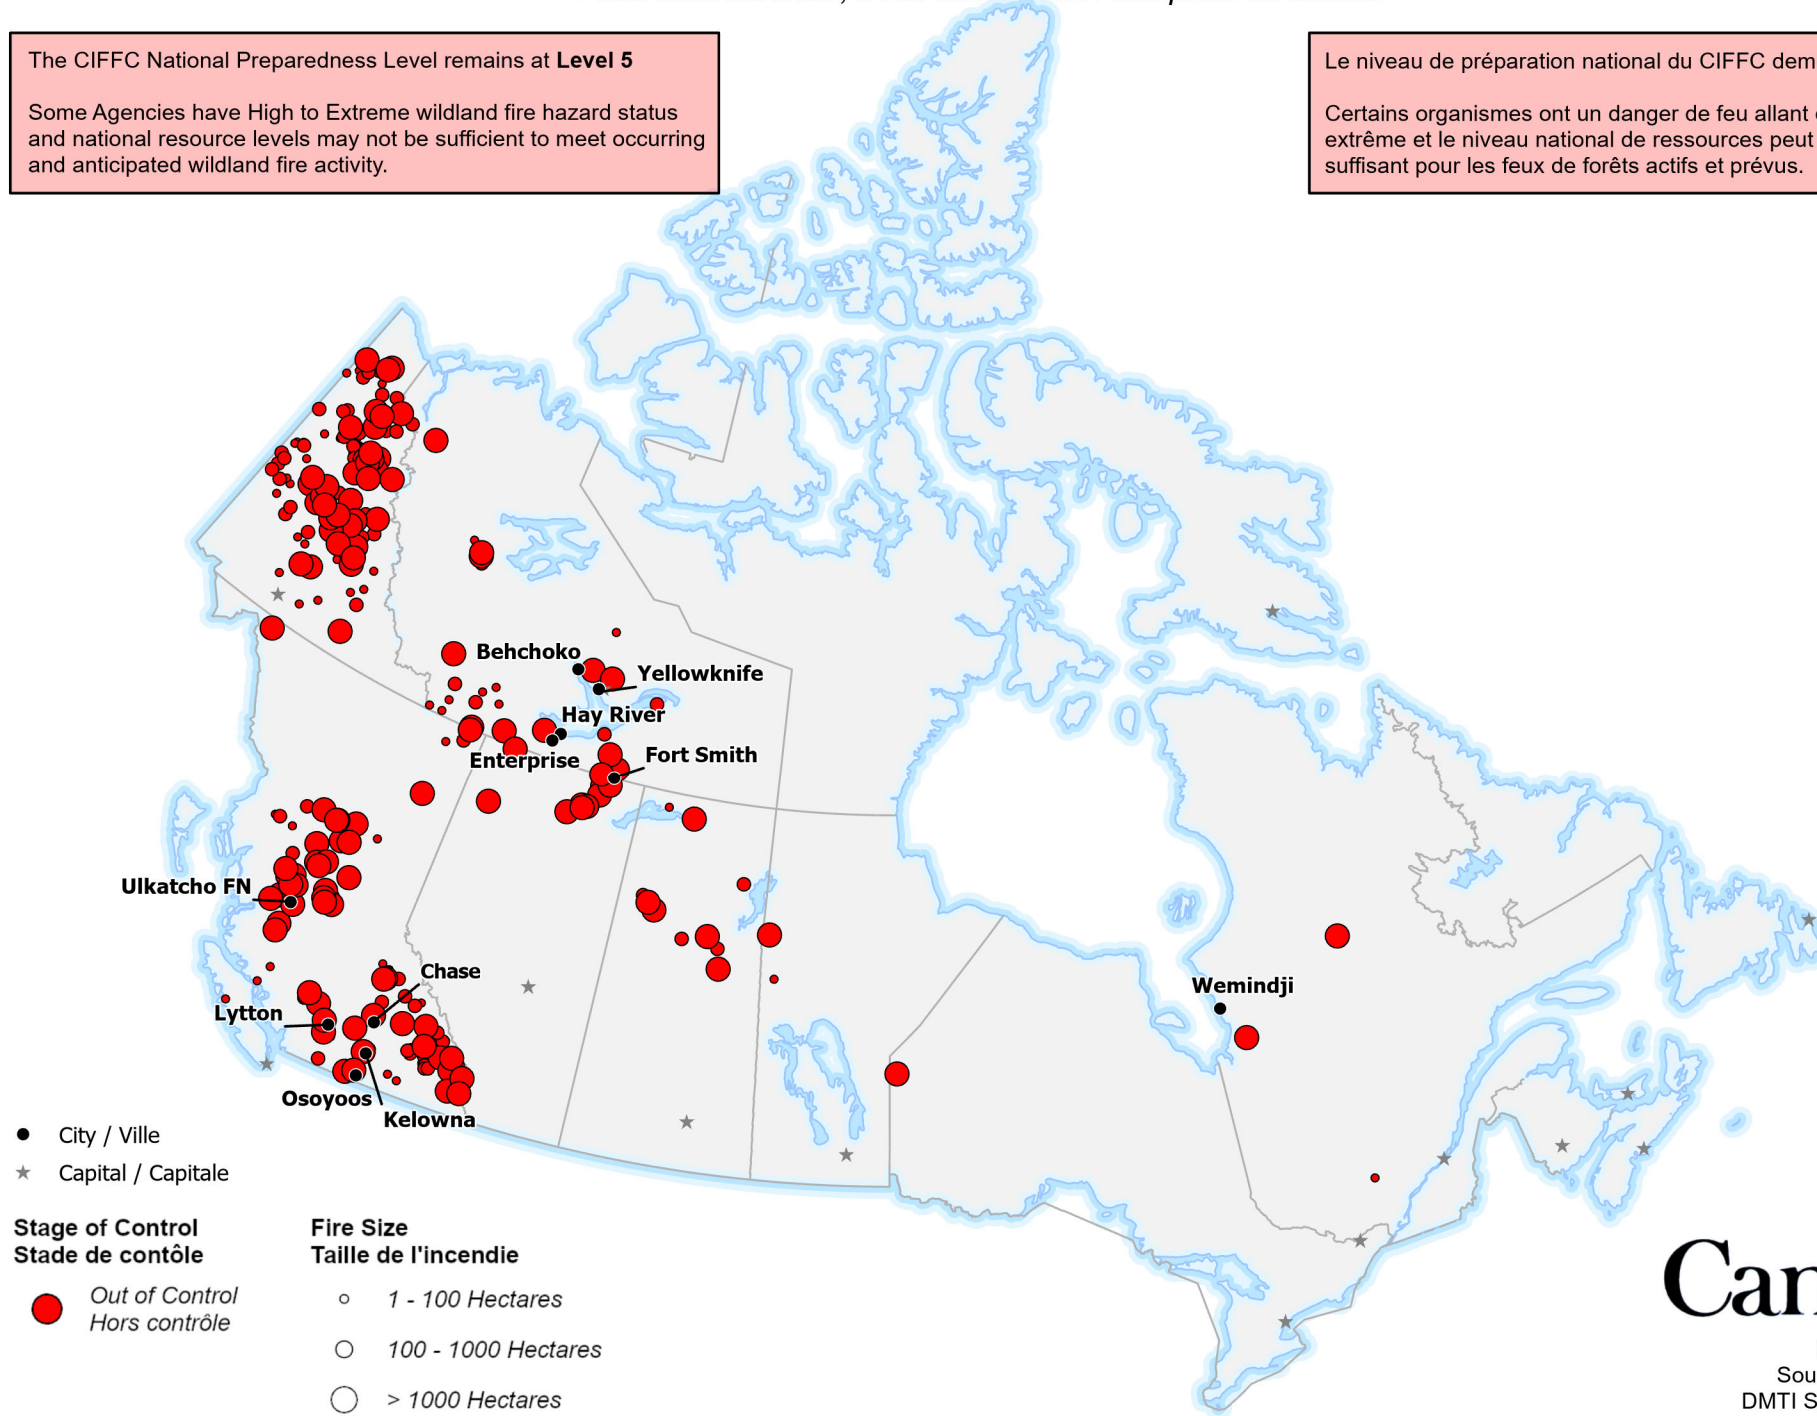 The CIFFC National Preparedness Level remains at Level 5
Some Agencies have High to Extreme wildland fire hazard status
and national resource levels may not be sufficient to meet occurring
and anticipated wildland fire activity.
Le niveau de préparation national du CIFFC dem
Certains organismes ont un danger de feu allant
extrême et le niveau national de ressources peut
suffisant pour les feux de forêts actifs et prévus.
Behchoko
Yellowknife
Hay River
Enterprise
Fort Smith
Ulkatcho FN
Chase
Wemindji
Lytton
Osoyoos
Kelowna
City / Ville
Capital / Capitale
Stage of Control
Stade de contôle
Out of Control
Hors contrôle
Fire Size
Taille de l'incendie
1 - 100 Hectares
100 - 1000 Hectares
> 1000 Hectares
Can
Sou
DMTI S